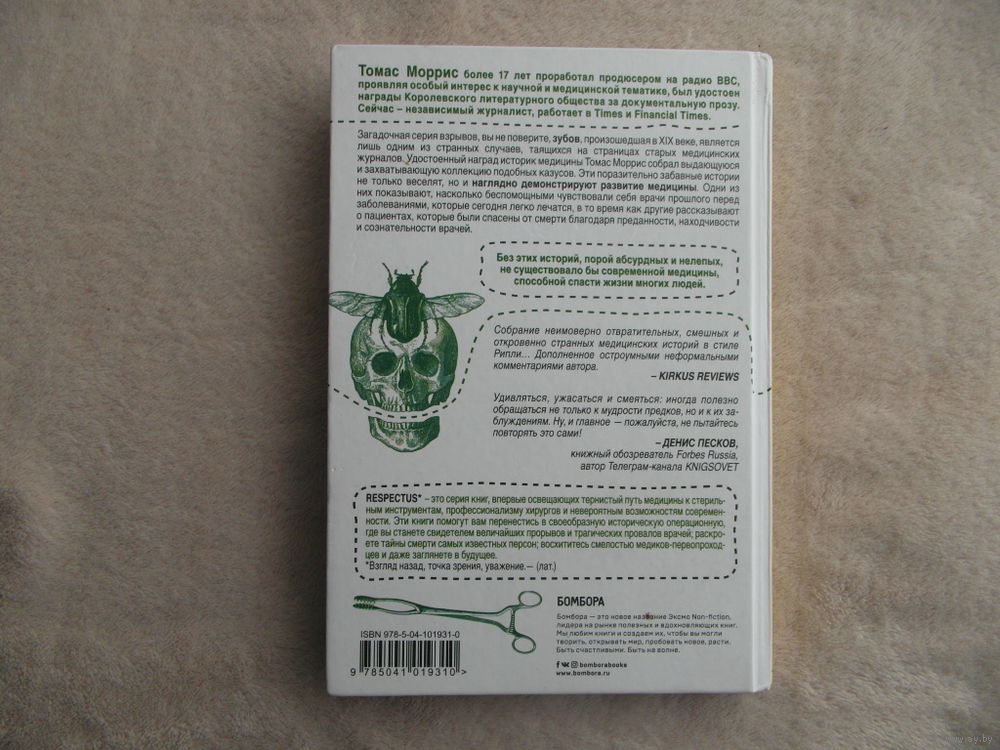 Томас Моррис более 17 лет проработал продюсером на радио BBC,
проявляя особый интерес к научной и медицинской тематике, был удостоен
награды Королевского литературного общества за документальную прозу.
Сейчас – независимый журналист, работает в Times и Financial Times.
Загадочная серия взрывов, вы не поверите, зубов, произошедшая в XIX веке, является
лишь одним из странных случаев, таящихся на страницах старых медицинских
журналов. Удостоенный наград историк медицины Томас Моррис собрал выдающуюся
и захватывающую коллекцию подобных казусов. Эти поразительно забавные истории
не только веселят, но и наглядно демонстрируют развитие медицины. Одни из
них показывают, насколько беспомощными чувствовали себя врачи прошлого перед
заболеваниями, которые сегодня легко лечатся, в то время как другие рассказывают
о пациентах, которые были спасены от смерти благодаря преданности, находчивости
и сознательности врачей.
Без этих историй, порой абсурдных и нелепых,
не существовало бы современной медицины,
способной спасти жизни многих людей.
Собрание неимоверно отвратительных, смешных и
откровенно странных медицинских историй в стиле
Рипли... Дополненное остроумными неформальными
комментариями автора.
– KIRKUS REVIEWS
Удивляться, ужасаться и смеяться: иногда полезно
обращаться не только к мудрости предков, но и к их за-
блуждениям. Ну, и главное — пожалуйста, не пытайтесь
повторять это сами!
– ДЕНИС ПЕСКОВ,
книжный обозреватель Forbes Russia,
автор Телеграм-канала KNIGSOVET
RESPECTUS* – это серия книг, впервые освещающих тернистый путь медицины к стериль-
ным инструментам, профессионализму хирургов и невероятным возможностям современ-
ности. Эти книги помогут вам перенестись в своеобразную историческую операционную,
где вы станете свидетелем величайших прорывов и трагических провалов врачей; раскро-
ете тайны смерти самых известных персон; восхититесь смелостью медиков-первопроход-
цев и даже заглянете в будущее.
*Взгляд назад, точка зрения, уважение.— (лат.)
БОМБОРА
Бомбора — это новое название Эксмо Non-fiction,
лидера на рынке полезных и вдохновляющих книг.
Мы любим книги и создаем их, чтобы вы могли
творить, открывать мир, пробовать новое, расти.
Быть счастливыми. Быть на волне.
bomborabooks
www.bombora.ru
ISBN 978-5-04-101931-0
9 785041 019310 >
www.ay.by